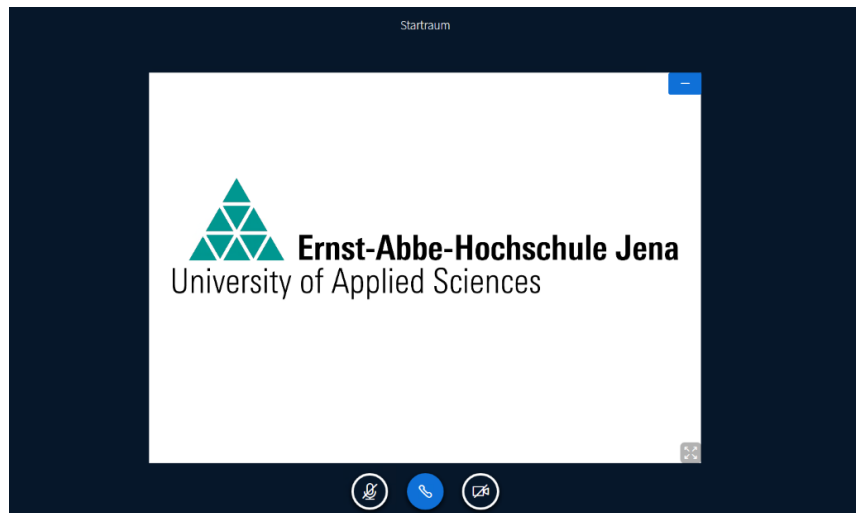 Startraum
Ernst-Abbe-Hochschule Jena
University of Applied Sciences